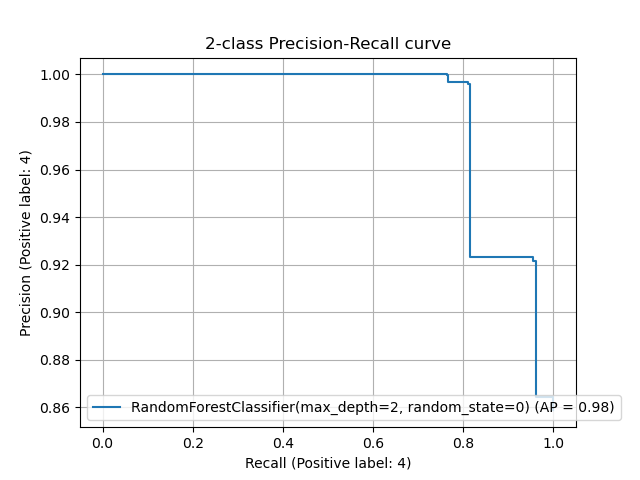 2-class Precision-Recall curve
1.00
0.98
0.96
0.94
0.92
0.90
0.88
0.86
Precision (Positive label: 4)
RandomForestClassifier(max_depth=2, random_state=0) (AP = 0.98)
0.0 0.2 0.4 0.6 0.8 1.0
Recall (Positive label: 4)